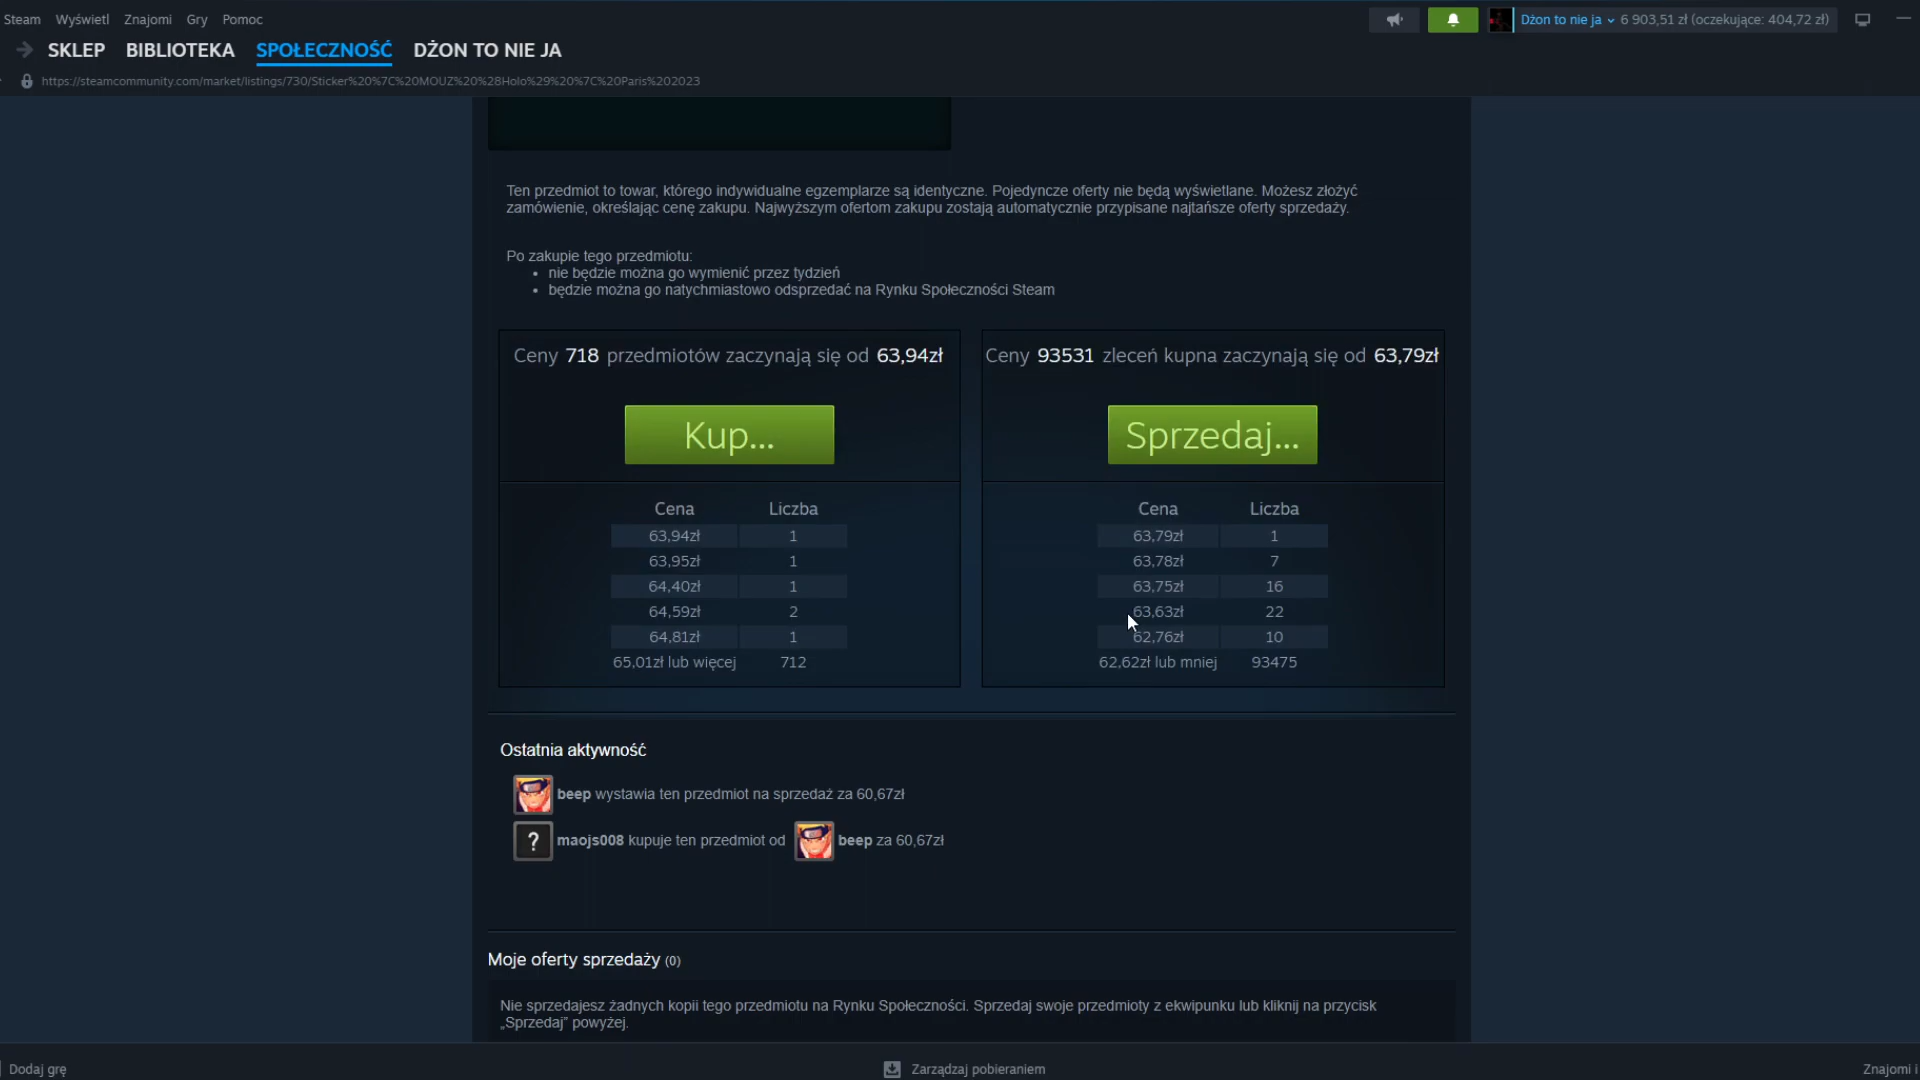 Steam Wyświetl Znajomi Gry Pomoc
Dżon to nie ja 6 903,51 zł (oczekujące: 404,72 zł)
SKLEP BIBLIOTEKA SPOŁECZNOŚĆ DŻON TO NIE JA
https://steamcommunity.com/market/listings/730/Sticker%20%7C%20MOUZ%20%28Holo%29%20%7C%20Paris%202023
Ten przedmiot to towar, którego indywidualne egzemplarze są identyczne. Pojedyncze oferty nie będą wyświetlane. Możesz złożyć
zamówienie, określając cenę zakupu. Najwyższym ofertom zakupu zostają automatycznie przypisane najtańsze oferty sprzedaży.
Po zakupie tego przedmiotu:
• nie będzie można go wymienić przez tydzień
• będzie można go natychmiastowo odsprzedać na Rynku Społeczności Steam
Ceny 718 przedmiotów zaczynają się od 63,94zł
Kup...
Cena Liczba
63,94zł 1
63,95zł 1
64,40zł 1
64,59zł 2
64,81zł 1
65,01zł lub więcej 712
Ceny 93531 zleceń kupna zaczynają się od 63,79zł
Sprzedaj...
Cena Liczba
63,79zł 1
63,78zł 7
63,75zł 16
63,63zł 22
62,76zł 10
62,62zł lub mniej 93475
Ostatnia aktywność
beep wystawia ten przedmiot na sprzedaż za 60,67zł
? maojs008 kupuje ten przedmiot od beep za 60,67zł
Moje oferty sprzedaży (0)
Nie sprzedajesz żadnych kopii tego przedmiotu na Rynku Społeczności. Sprzedaj swoje przedmioty z ekwipunku lub kliknij na przycisk
„Sprzedaj” powyżej.
Dodaj grę
Zarządzaj pobieraniem
Znajomi i